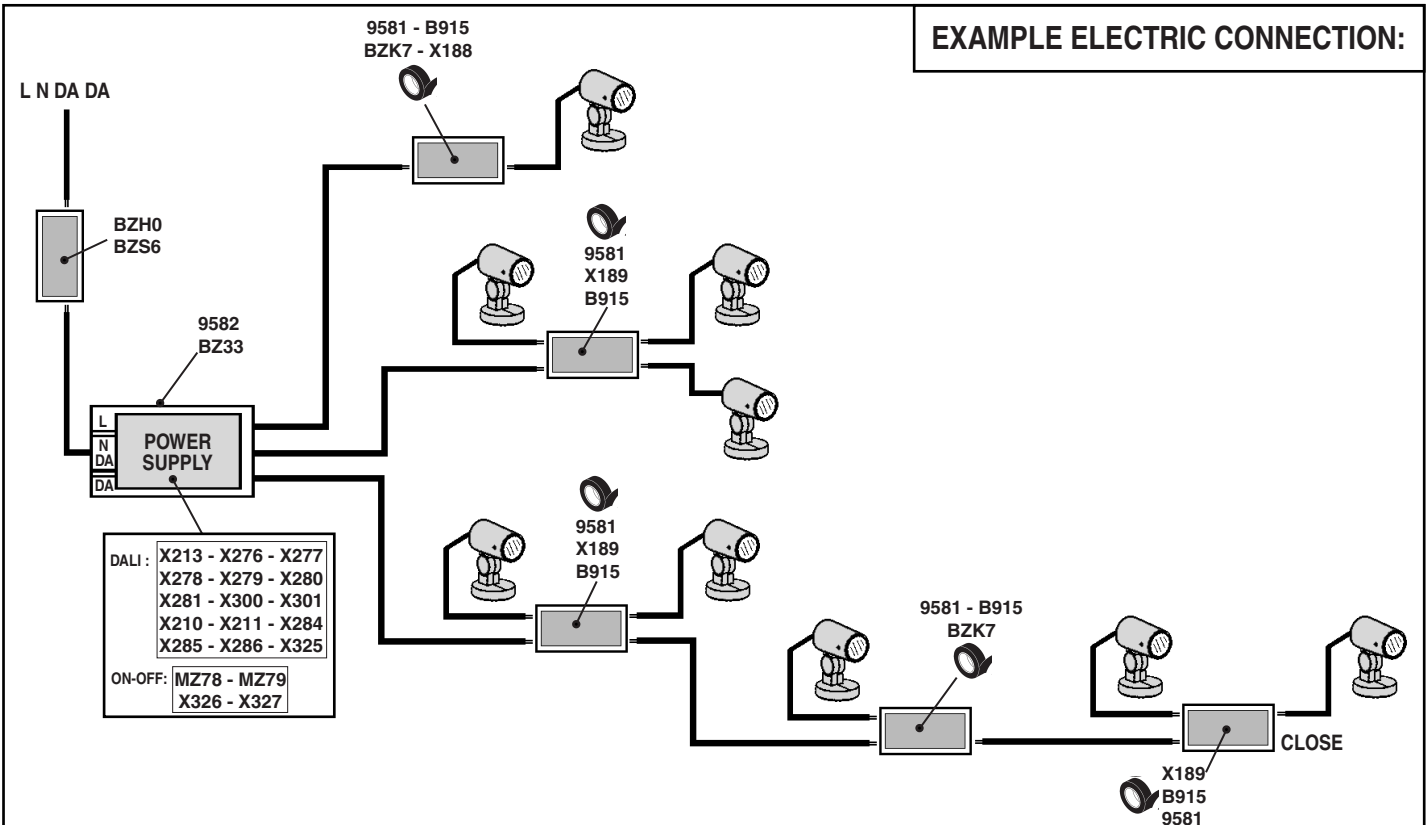 EXAMPLE ELECTRIC CONNECTION:
9581 - B915
BZK7 - X188
L N DA DA
BZH0
BZS6
9581
X189
B915
9582
BZ33
L
N
DA
DA
POWER
SUPPLY
9581
X189
B915
DALI : X213 - X276 - X277
X278 - X279 - X280
X281 - X300 - X301
X210 - X211 - X284
X285 - X286 - X325
ON-OFF: MZ78 - MZ79
X326 - X327
9581 - B915
BZK7
CLOSE
X189
B915
9581